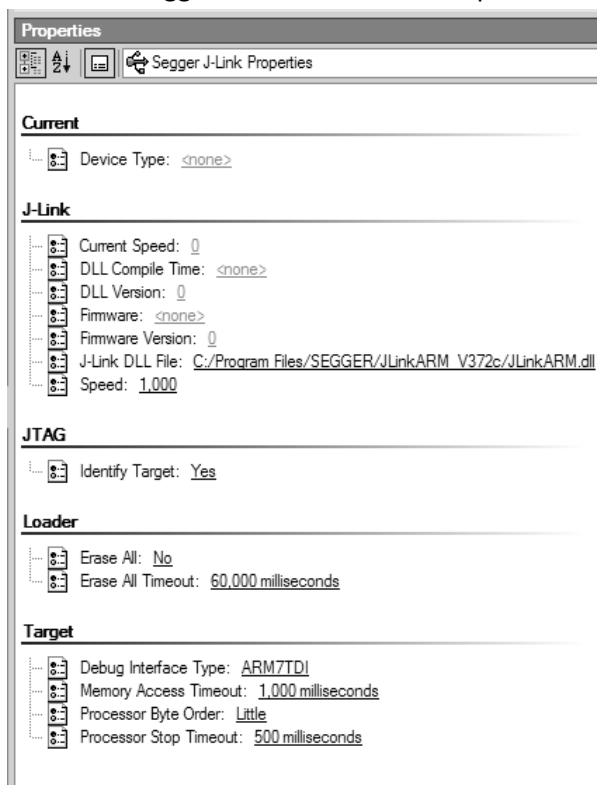 Properties
Segger J-Link Properties
Current
Device Type: <none>
J-Link
Current Speed: 0
DLL Compile Time: <none>
DLL Version: 0
Firmware: <none>
Firmware Version: 0
J-Link DLL File: C:/Program Files/SEGGER/JLinkARM_V372c/JLinkARM.dll
Speed: 1,000
JTAG
Identify Target: Yes
Loader
Erase All: No
Erase All Timeout: 60,000 milliseconds
Target
Debug Interface Type: ARM7TDI
Memory Access Timeout: 1,000 milliseconds
Processor Byte Order: Little
Processor Stop Timeout: 500 milliseconds